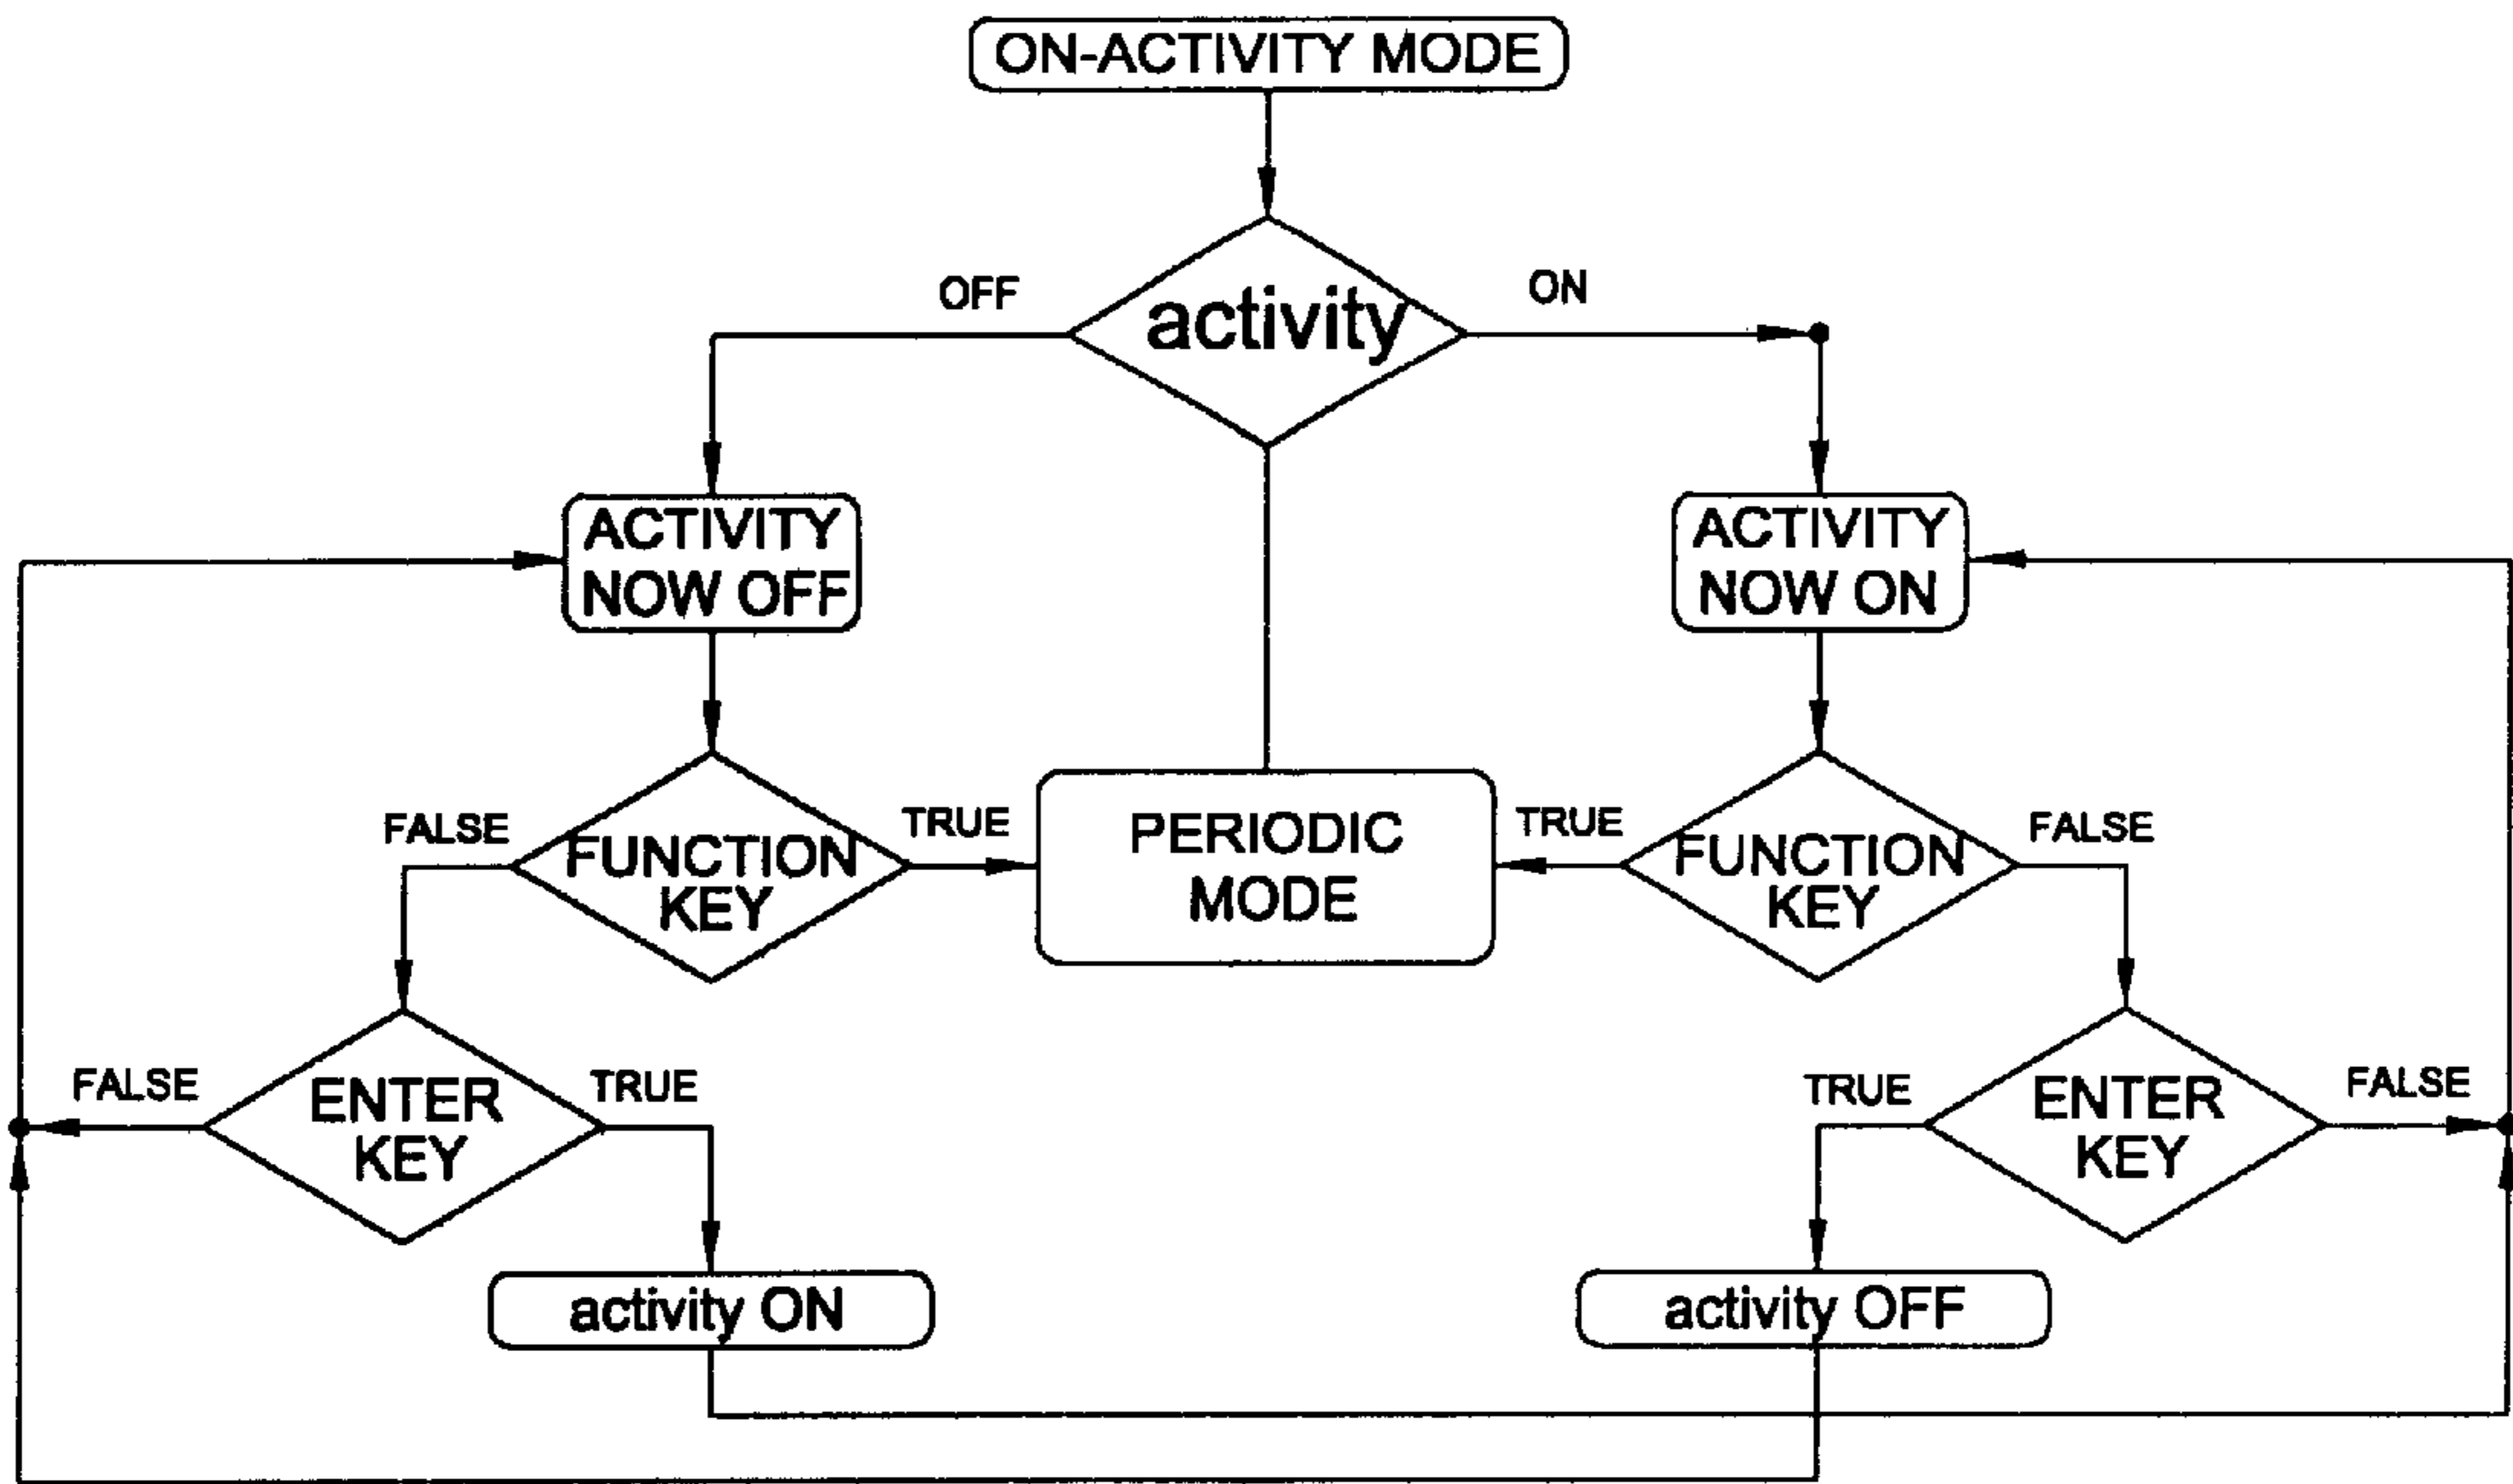 ON-ACTIVITY MODE
OFF
activity
ON
ACTIVITY
NOW OFF
ACTIVITY
NOW ON
FALSE
FUNCTION
KEY
TRUE
PERIODIC
MODE
TRUE
FUNCTION
KEY
FALSE
FALSE
ENTER
KEY
TRUE
TRUE
ENTER
KEY
FALSE
activity ON
activity OFF